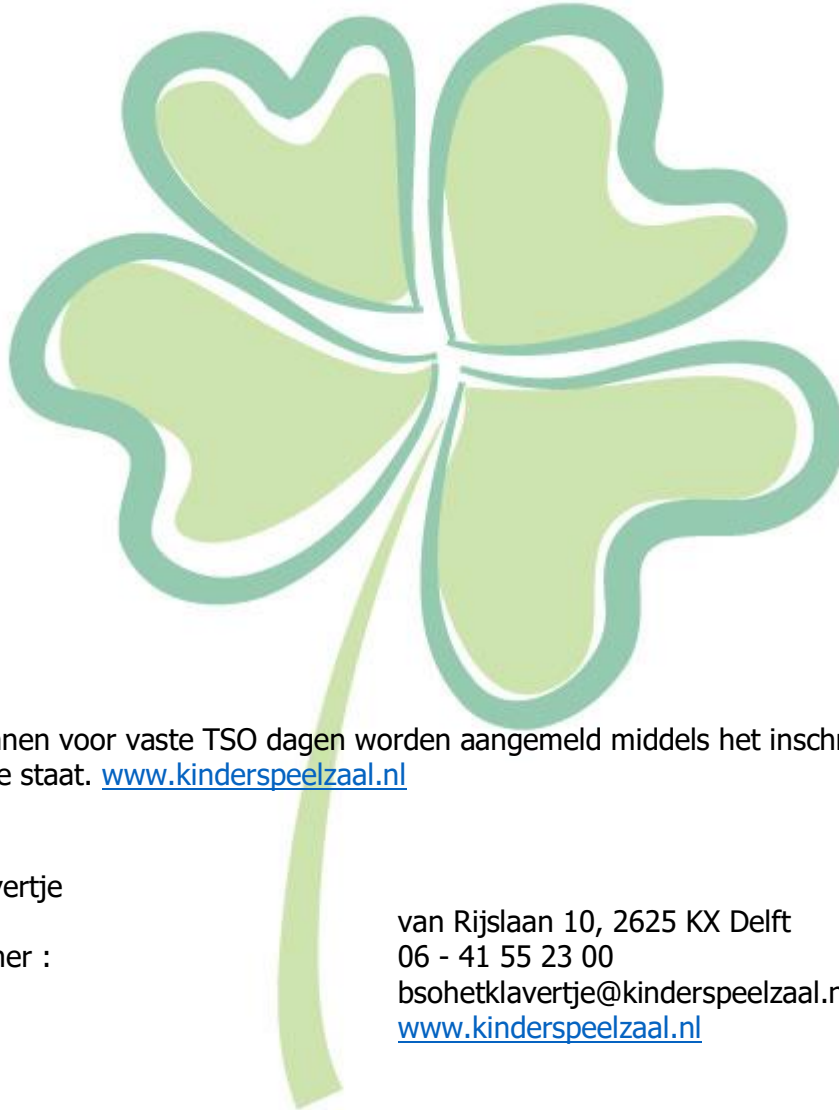 nnen voor vaste TSO dagen worden aangemeld middels het inschr
e staat. www.kinderspeelzaal.nl
vertje
van Rijslaan 10, 2625 KX Delft
ner : 06 - 41 55 23 00
bsohetklavertje@kinderspeelzaal.n
www.kinderspeelzaal.nl